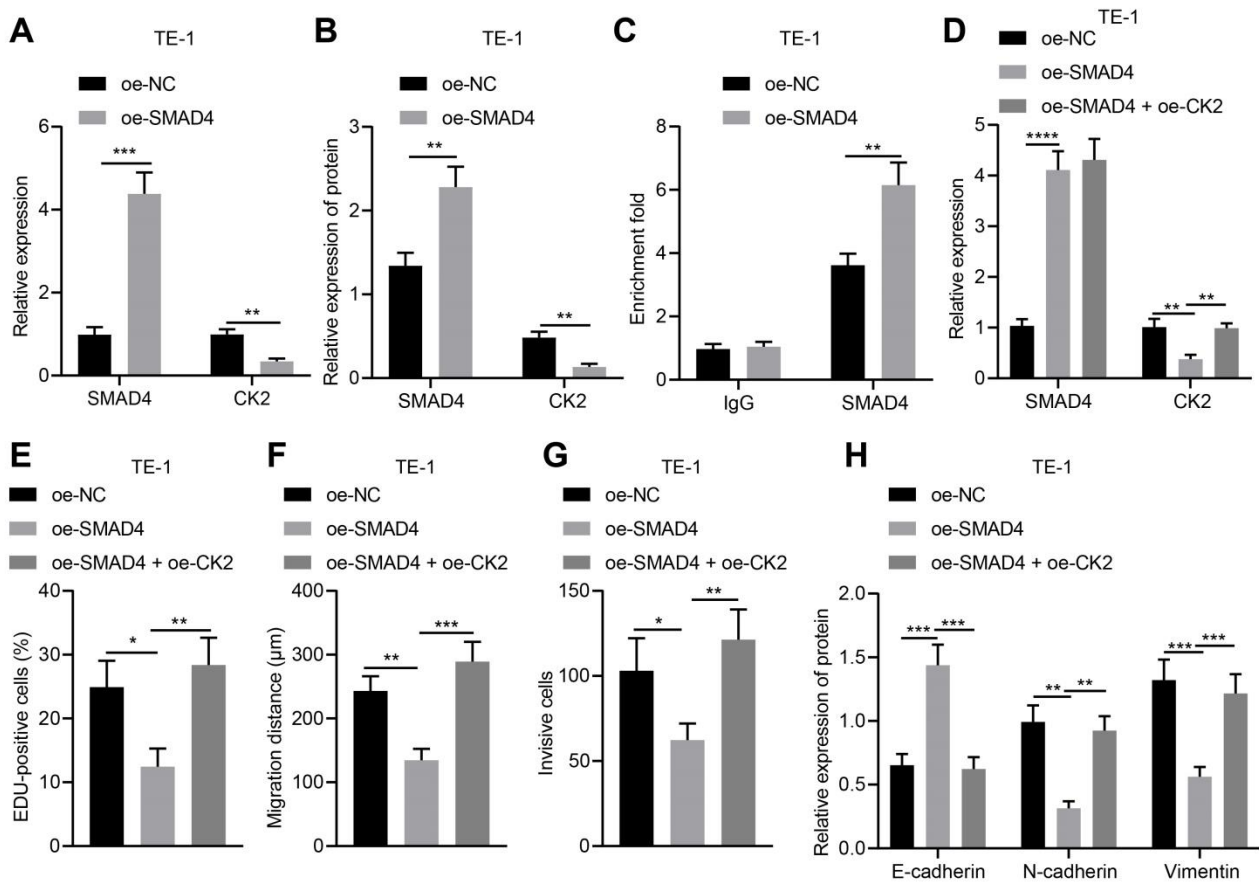 A
TE-1
oe-NC
oe-SMAD4
Relative expression
6
4
2
0
***
**
SMAD4
CK2
B
TE-1
oe-NC
oe-SMAD4
Relative expression of protein
3
2
1
0
**
**
SMAD4
CK2
C
TE-1
oe-NC
oe-SMAD4
Enrichment fold
8
6
4
2
0
**
IgG
SMAD4
D
TE-1
oe-NC
oe-SMAD4
oe-SMAD4 + oe-CK2
Relative expression
5
4
3
2
1
0
****
**
**
SMAD4
CK2
E
TE-1
oe-NC
oe-SMAD4
oe-SMAD4 + oe-CK2
EDU-positive cells (%)
40
30
20
10
0
*
**
F
TE-1
oe-NC
oe-SMAD4
oe-SMAD4 + oe-CK2
Migration distance (μm)
400
300
200
100
0
**
***
G
TE-1
oe-NC
oe-SMAD4
oe-SMAD4 + oe-CK2
Invisive cells
150
100
50
0
*
**
H
TE-1
oe-NC
oe-SMAD4
oe-SMAD4 + oe-CK2
Relative expression of protein
2.0
1.5
1.0
0.5
0.0
***
***
**
**
***
***
E-cadherin
N-cadherin
Vimentin